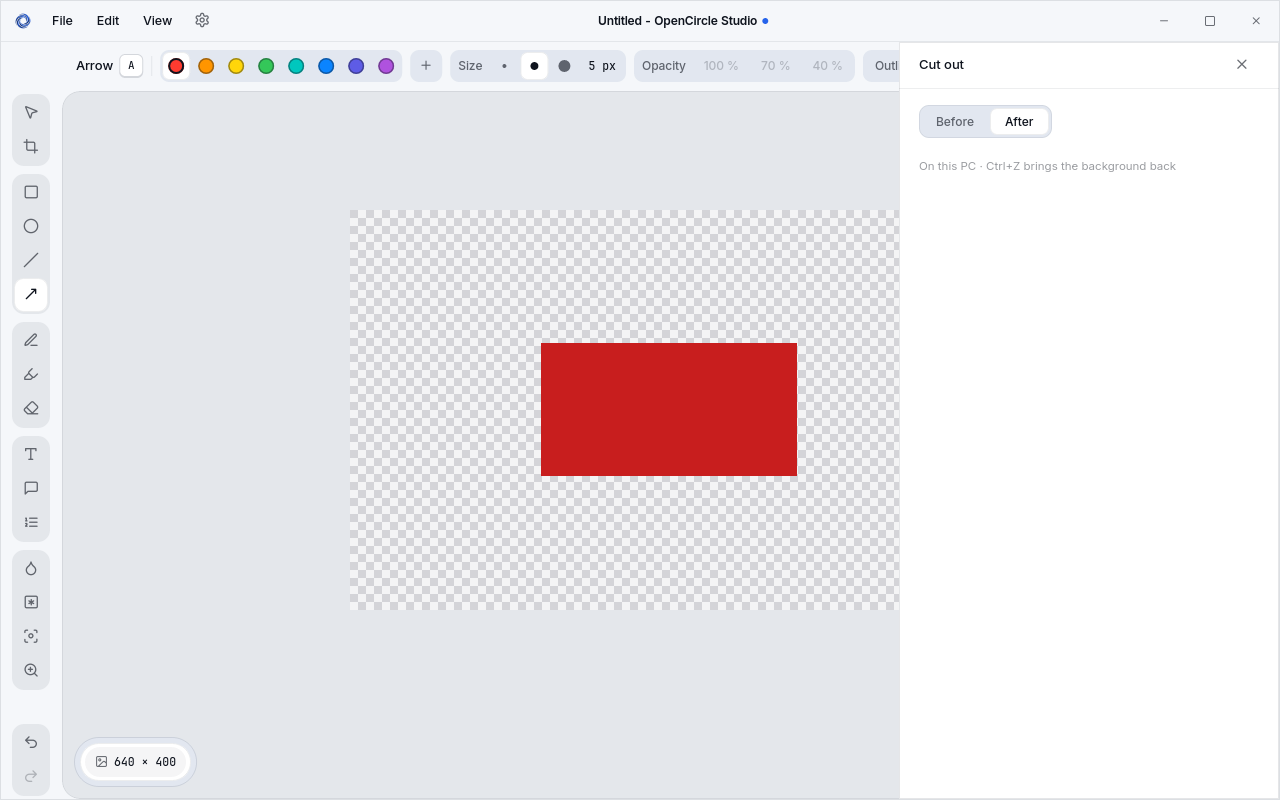 File Edit View Untitled - OpenCircle Studio
Arrow A Size 5 px Opacity 100 % 70 % 40 % Outl
Cut out
Before After
On this PC · Ctrl+Z brings the background back
640 × 400